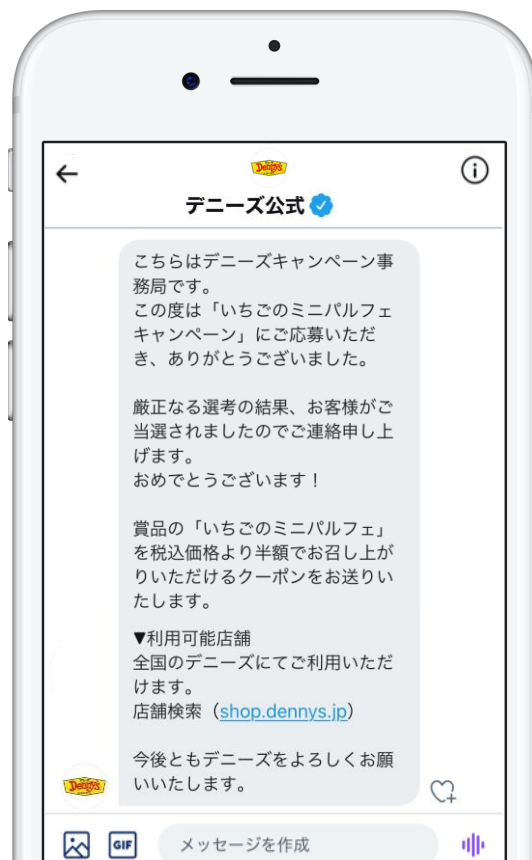 Denny's
デニーズ公式
こちらはデニーズキャンペーン事
務局です。
この度は「いちごのミニパルフェ
キャンペーン」にご応募いただ
き、ありがとうございました。
厳正なる選考の結果、お客様がご
当選されましたのでご連絡申し上
げます。
おめでとうございます！
賞品の「いちごのミニパルフェ」
を税込価格より半額でお召し上が
りいただけるクーポンをお送りい
たします。
▼利用可能店舗
全国のデニーズにてご利用いただ
けます。
店舗検索（shop.dennys.jp）
今後ともデニーズをよろしくお願
いいたします。
Denny's
GIF
メッセージを作成